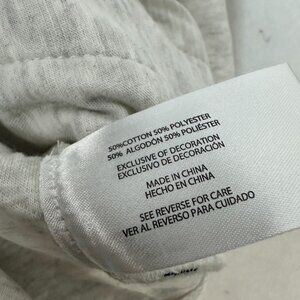 50%COTTON 50% POLYESTER
50% ALGODÓN 50% POLIÉSTER
EXCLUSIVE OF DECORATION
EXCLUSIVO DE DECORACIÓN
MADE IN CHINA
HECHO EN CHINA
SEE REVERSE FOR CARE
VER AL REVERSO PARA CUIDADO